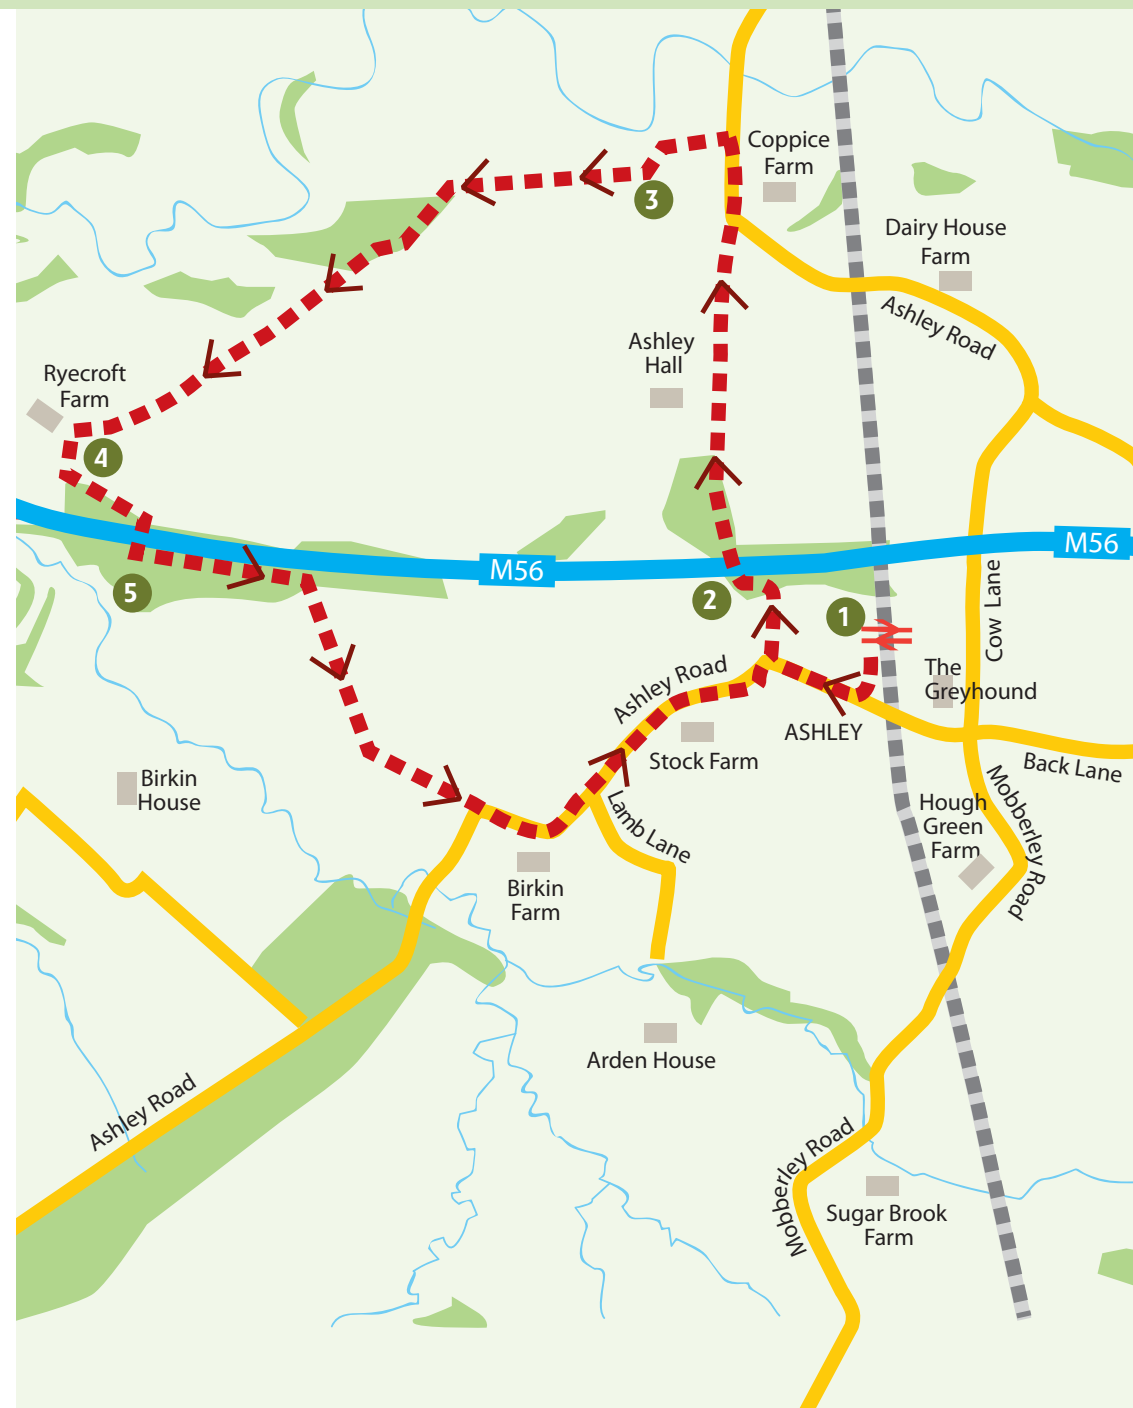 Coppice
Farm
3
Dairy House
Farm
Ashley Road
Ashley
Hall
Ryecroft
Farm
4
M56
M56
5
2
1
Cow Lane
The
Greyhound
Ashley Road
ASHLEY
Stock Farm
Back Lane
Birkin
House
Lamb Lane
Hough
Green
Farm
Mobberley Road
Birkin
Farm
Arden House
Ashley Road
Mobberley Road
Sugar Brook
Farm